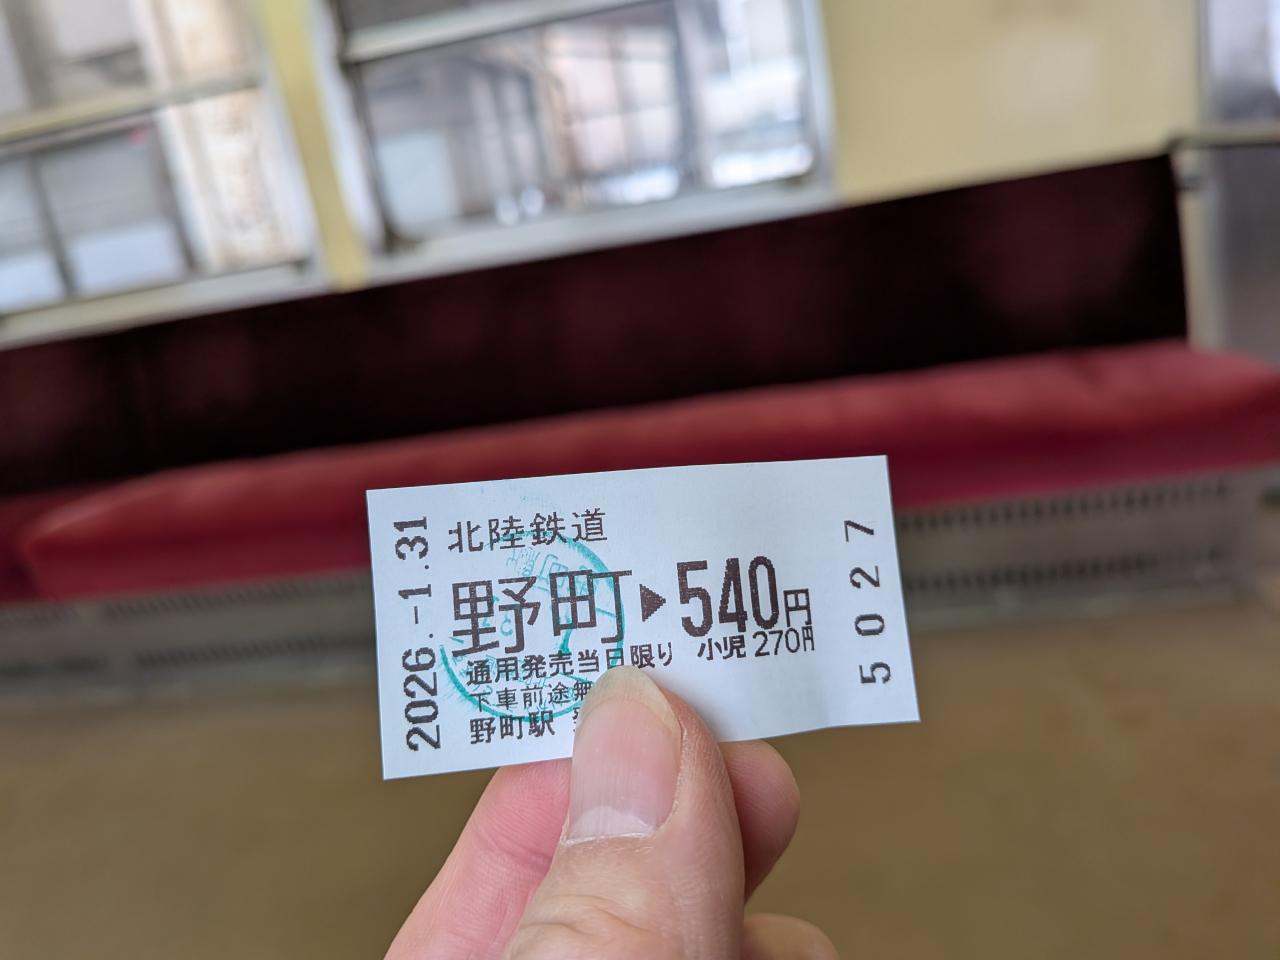 2026.-1.31
北陸鉄道
野町▶540円
通用発売当日限り 小児270円
下車前途無
野町駅
5027